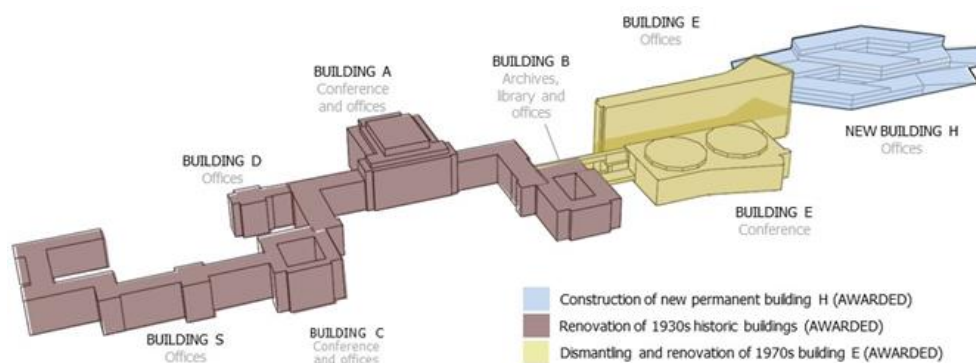 BUILDING E
Offices
BUILDING B
Archives,
library and
offices
BUILDING A
Conference
and offices
NEW BUILDING H
Offices
BUILDING D
Offices
BUILDING E
Conference
BUILDING S
Offices
BUILDING C
Conference
and offices
Construction of new permanent building H (AWARDED)
Renovation of 1930s historic buildings (AWARDED)
Dismantling and renovation of 1970s building E (AWARDED)